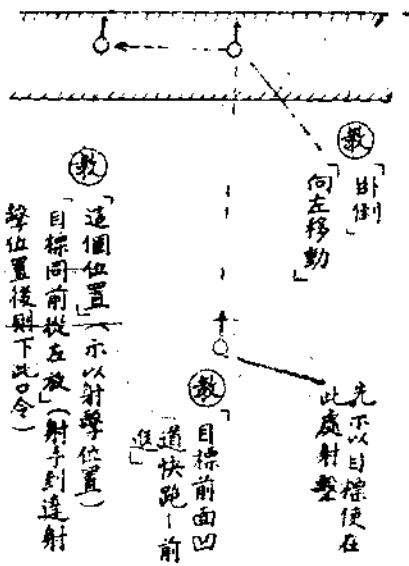 教
「卧倒」
「向左移動」
先示以目標使在
此處射擊
教
「目標前面凹
道快跑-前
進」
教
「這個位置」(示以射擊位置)
「目標同前從左放」(射手到達射
擊位置後則下此口令)